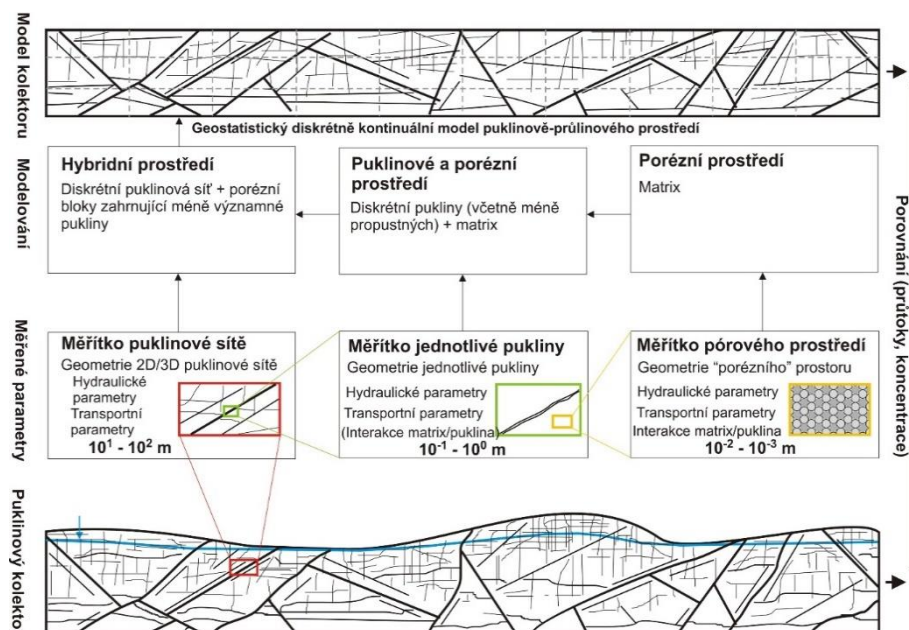 Model kolektoru
Geostatistický diskrétně kontinuální model puklinově-průlinového prostředí
Modelování
Hybridní prostředí
Diskrétní puklinová síť + porézní
bloky zahrnující méně významné
pukliny
Puklinové a porézní
prostředí
Diskrétní pukliny (včetně méně
propustných) + matrix
Porézní prostředí
Matrix
Porovnání (průtoky, koncentrace)
Měřené parametry
Měřítko puklinové sítě
Geometrie 2D/3D puklinové sítě
Hydraulické
parametry
Transportní
parametry
10¹ - 10² m
Měřítko jednotlivé pukliny
Geometrie jednotlivé pukliny
Hydraulické parametry
Transportní parametry
(Interakce matrix/puklina)
10⁻¹ - 10⁰ m
Měřítko pórového prostředí
Geometrie "porézního" prostoru
Hydraulické parametry
Transportní parametry
Interakce matrix/puklina
10⁻² - 10⁻³ m
Puklinový kolekto